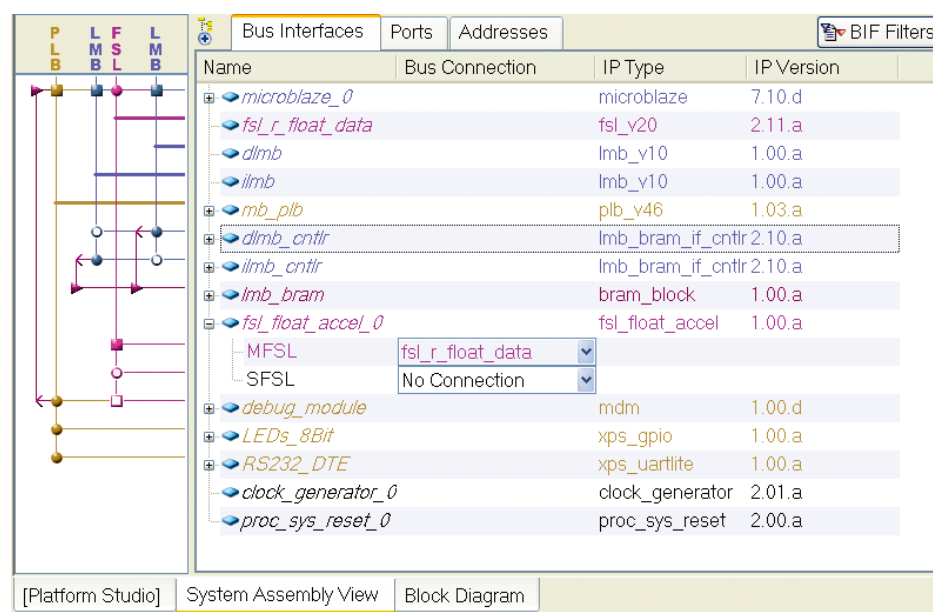 PLB LMB FSL LMB
Bus Interfaces Ports Addresses BIF Filters
Name Bus Connection IP Type IP Version
microblaze_0 microblaze 7.10.d
fsl_r_float_data fsl_v20 2.11.a
dlmb lmb_v10 1.00.a
ilmb lmb_v10 1.00.a
mb_plb plb_v46 1.03.a
dlmb_cntlr lmb_bram_if_cntlr 2.10.a
ilmb_cntlr lmb_bram_if_cntlr 2.10.a
lmb_bram bram_block 1.00.a
fsl_float_accel_0 fsl_float_accel 1.00.a
MFSL fsl_r_float_data
SFSL No Connection
debug_module mdm 1.00.d
LEDs_8Bit xps_gpio 1.00.a
RS232_DTE xps_uartlite 1.00.a
clock_generator_0 clock_generator 2.01.a
proc_sys_reset_0 proc_sys_reset 2.00.a
[Platform Studio] System Assembly View Block Diagram